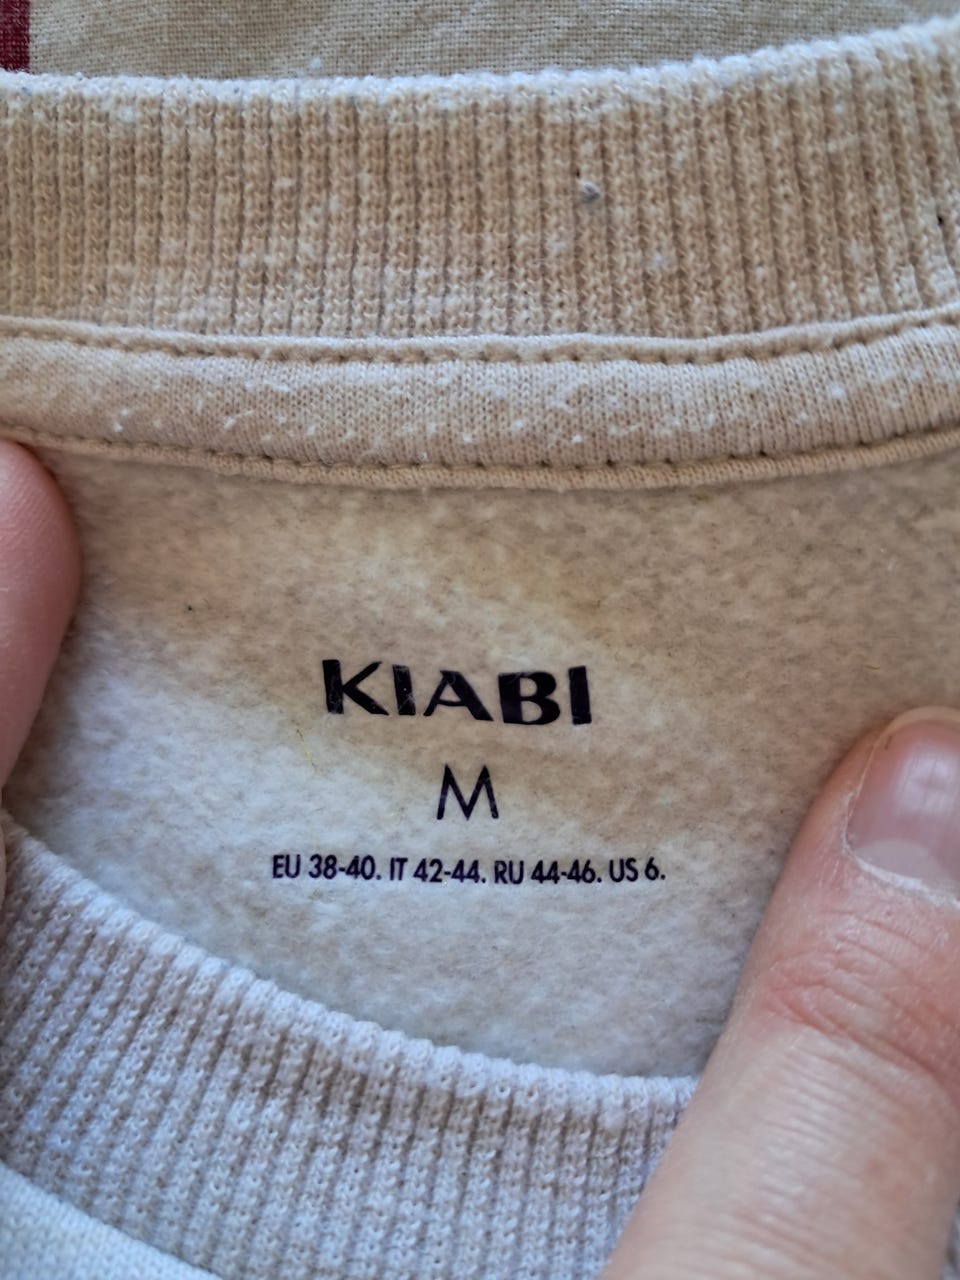 KIABI
M
EU 38-40. IT 42-44. RU 44-46. US 6.